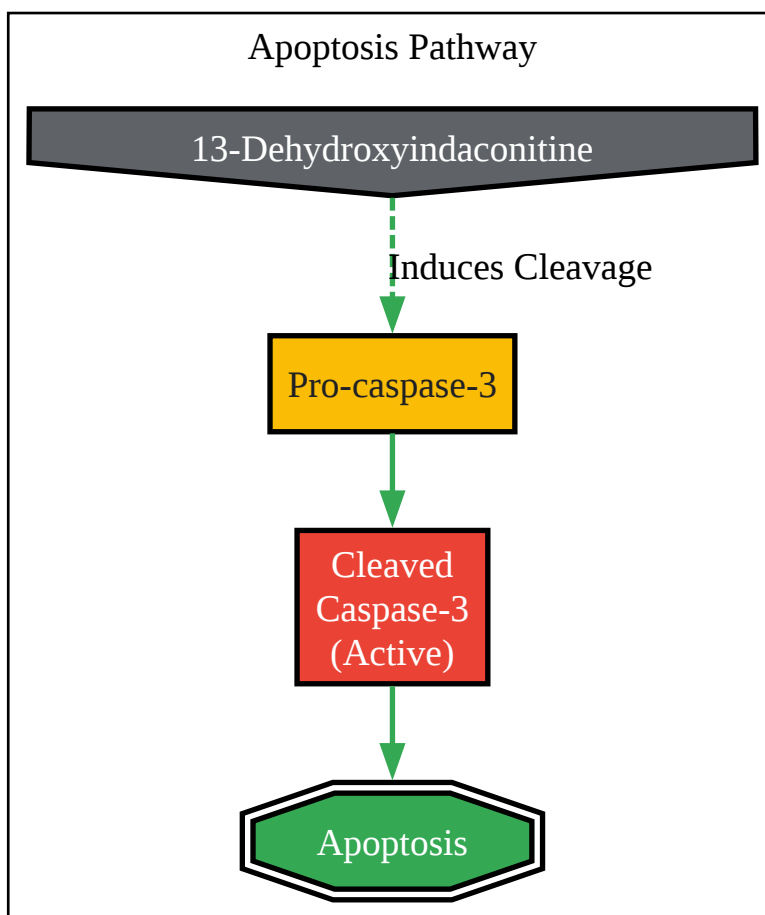 Apoptosis Pathway
13-Dehydroxyindaconitine
Induces Cleavage
Pro-caspase-3
Cleaved
Caspase-3
(Active)
Apoptosis